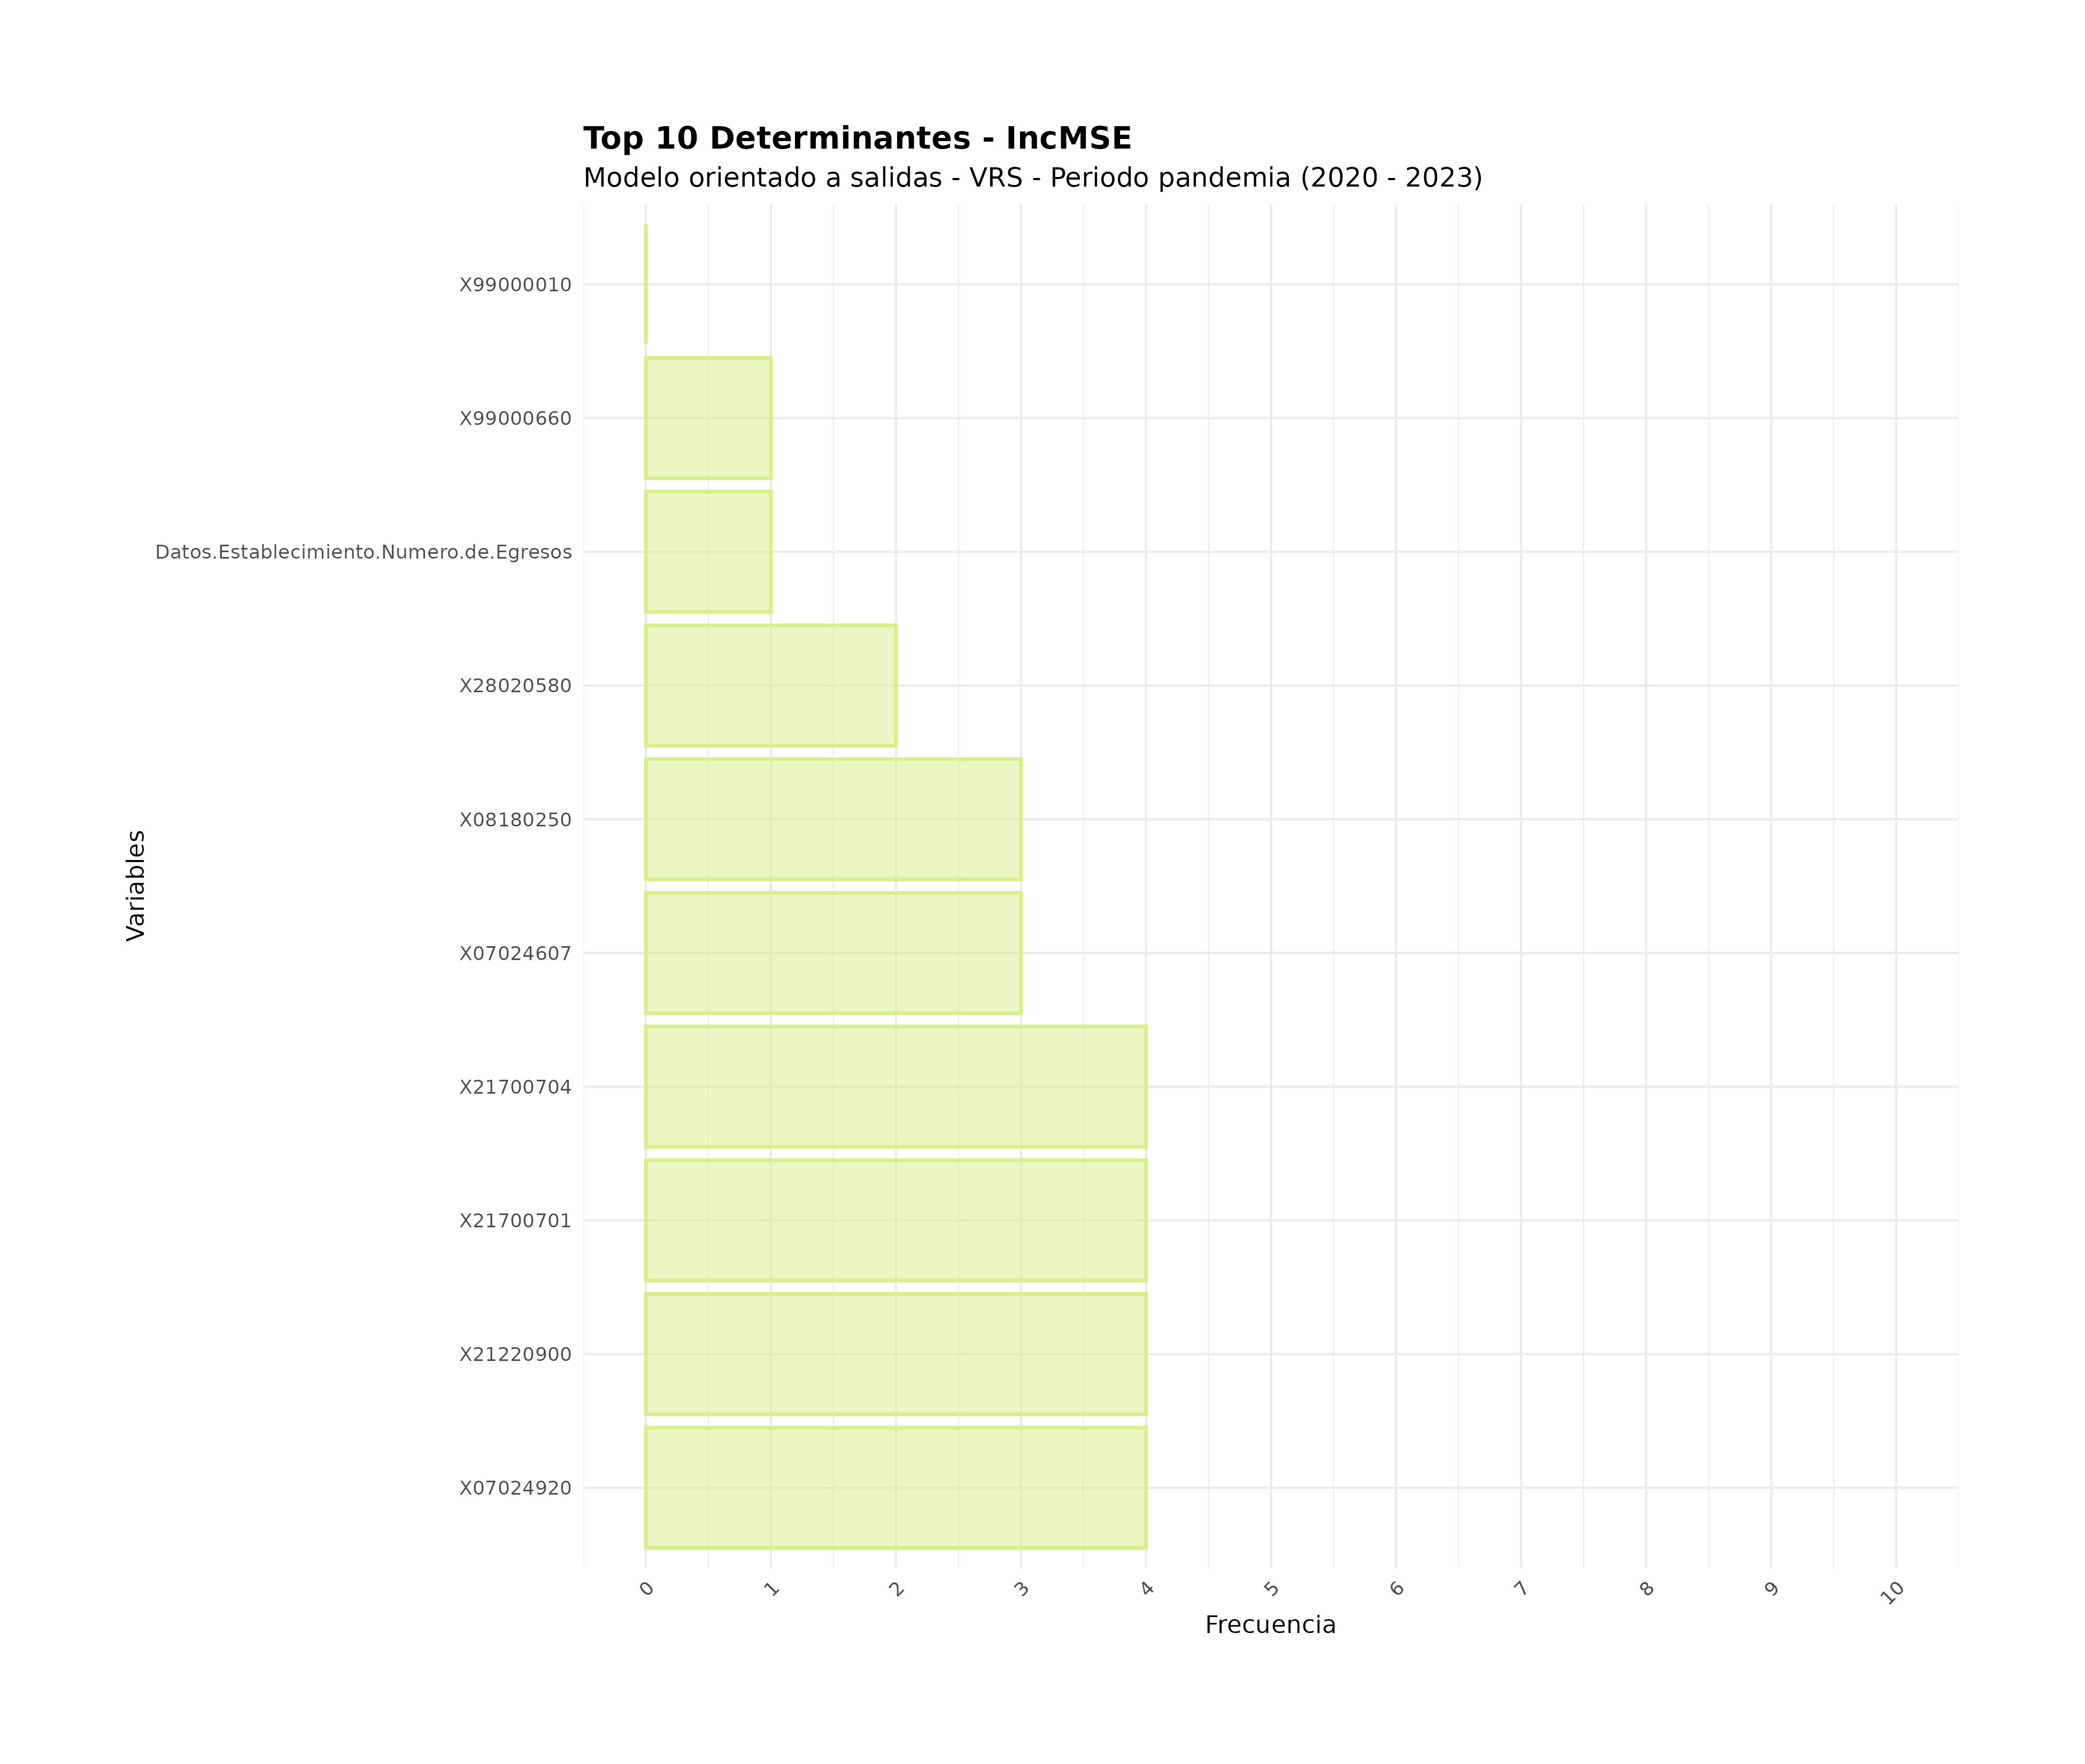 Top 10 Determinantes - IncMSE
Modelo orientado a salidas - VRS - Periodo pandemia (2020 - 2023)
Variables
X99000010
X99000660
Datos.Establecimiento.Numero.de.Egresos
X28020580
X08180250
X07024607
X21700704
X21700701
X21220900
X07024920
0 1 2 3 4 5 6 7 8 9 10
Frecuencia